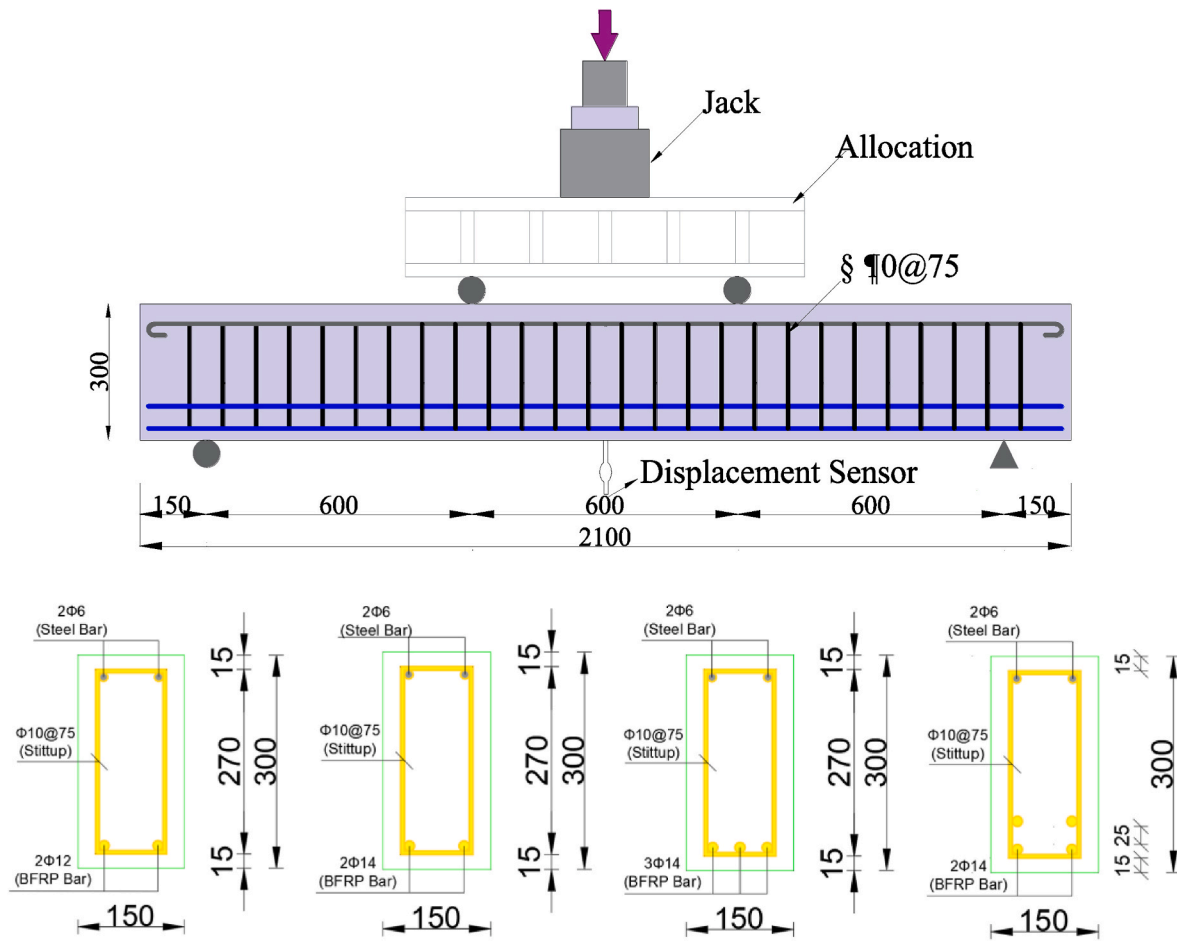 Jack
Allocation
§ ¶0@75
300
Displacement Sensor
150
600
600
600
150
2100
2Φ6
(Steel Bar)
Φ10@75
(Stittup)
2Φ12
(BFRP Bar)
150
15
270
15
300
2Φ6
(Steel Bar)
Φ10@75
(Stittup)
2Φ14
(BFRP Bar)
150
15
270
15
300
2Φ6
(Steel Bar)
Φ10@75
(Stittup)
3Φ14
(BFRP Bar)
150
15
270
15
300
2Φ6
(Steel Bar)
Φ10@75
(Stittup)
2Φ14
(BFRP Bar)
150
15
25
15
300